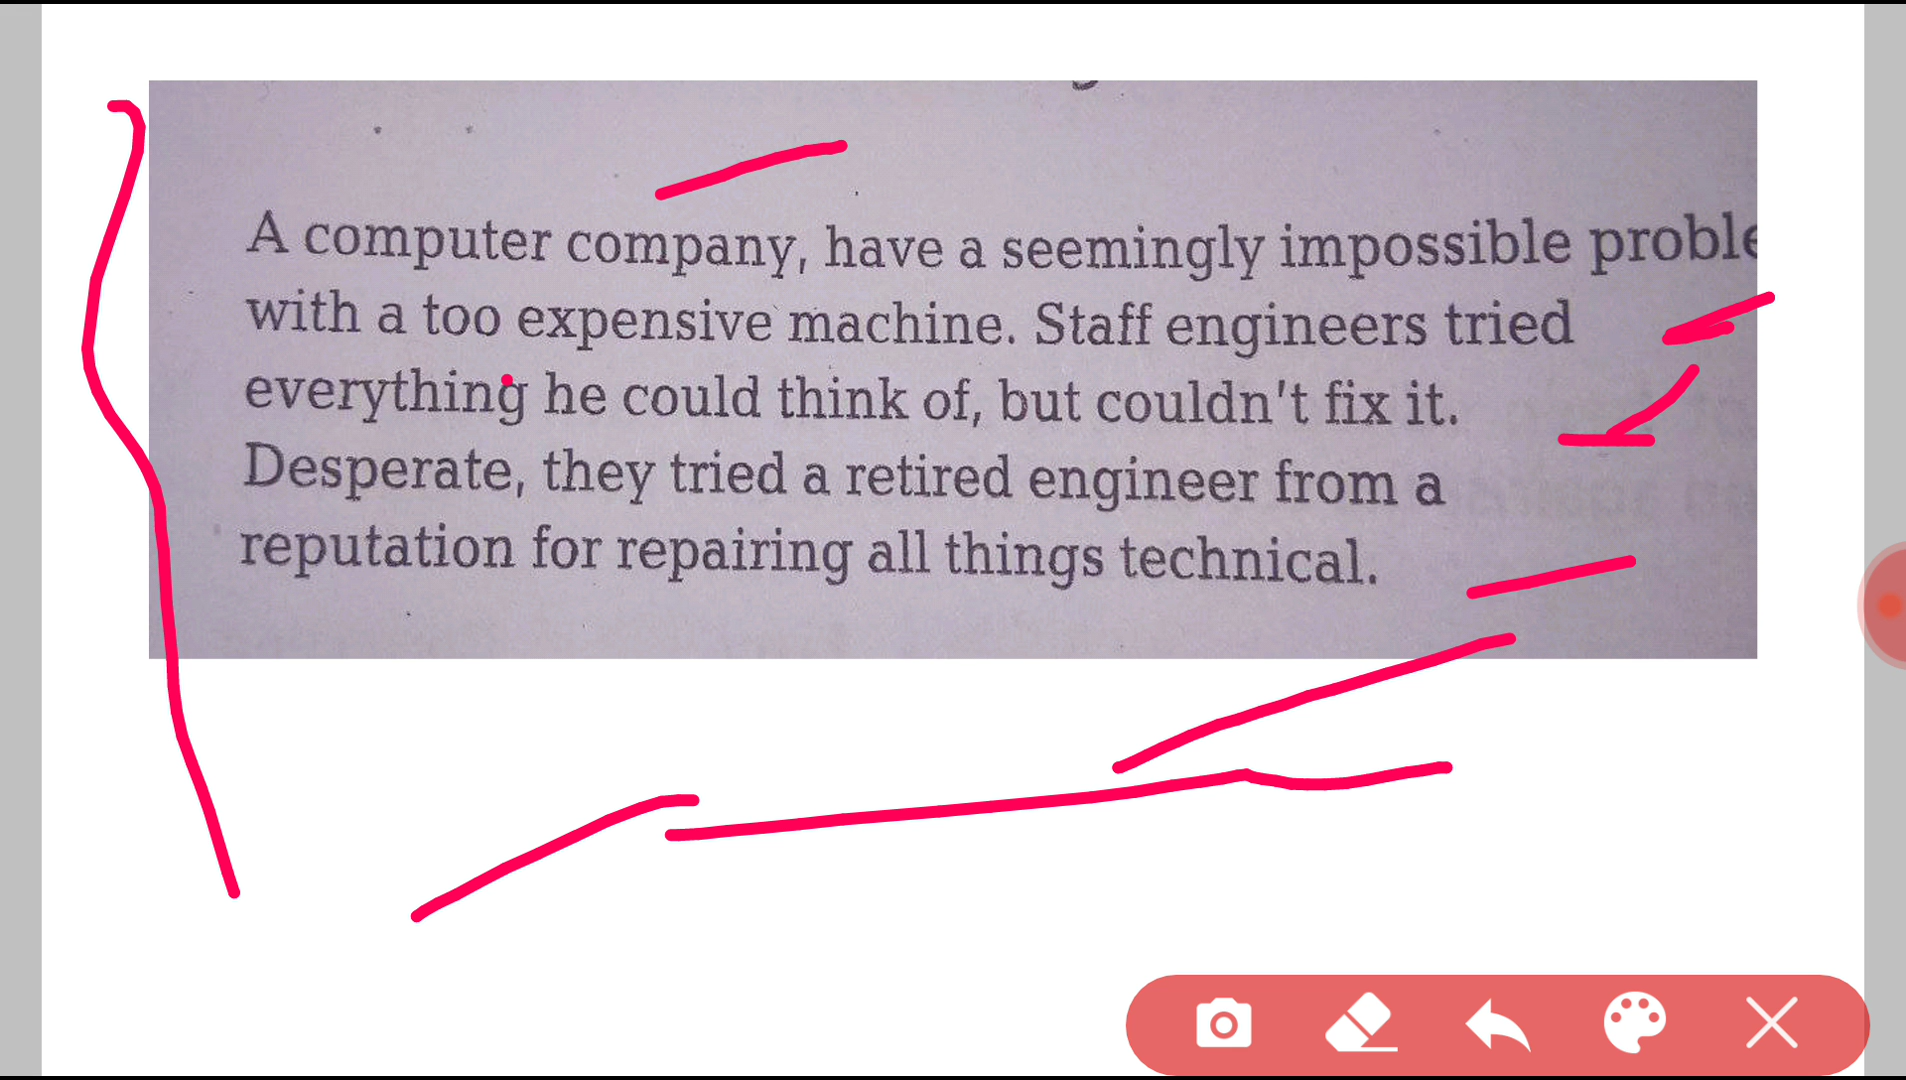 A computer company, have a seemingly impossible
with a too expensive machine. Staff engineers tried
everything he could think of, but couldn't fix it.
Desperate, they tried a retired engineer from a
reputation for repairing all things technical.